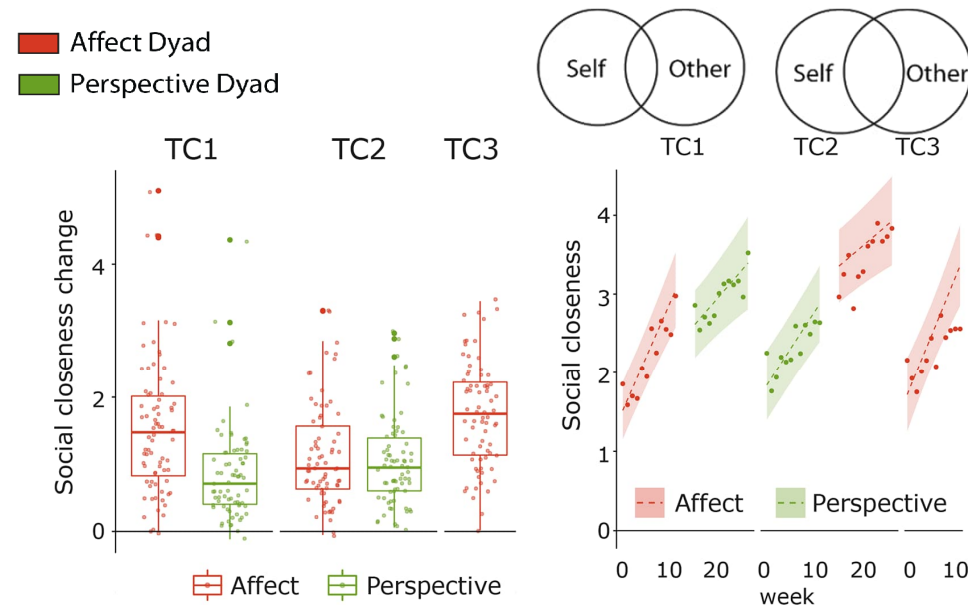 Affect Dyad
Perspective Dyad
Self Other
Self Other
TC1 TC2 TC3
Social closeness change
4
2
0
Affect Perspective
TC1 TC2 TC3
Social closeness
4
3
2
1
0
Affect Perspective
0 20 0 20 0 10
week